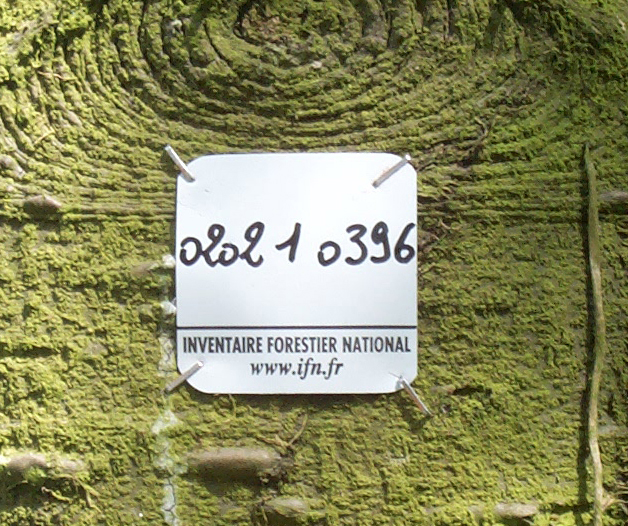 0202 1 0396
INVENTAIRE FORESTIER NATIONAL
www.ifn.fr